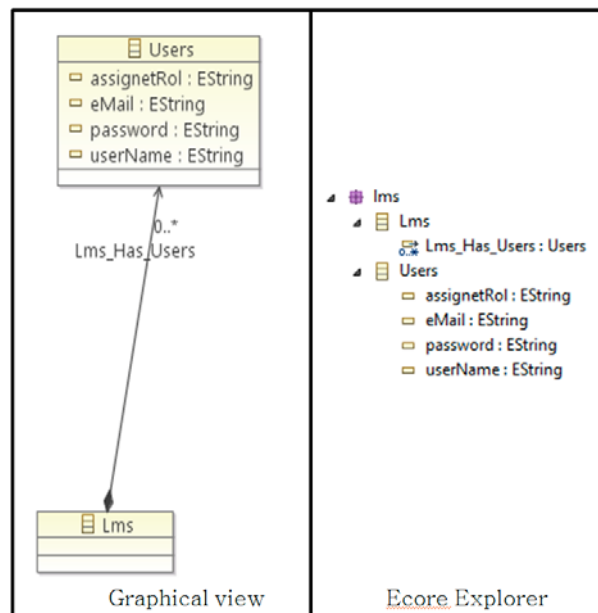 Users
assignetRol : EString
eMail : EString
password : EString
userName : EString
0..*
Lms_Has_Users
Lms
Graphical view
lms
Lms
0..*
Lms_Has_Users : Users
Users
assignetRol : EString
eMail : EString
password : EString
userName : EString
Ecore Explorer